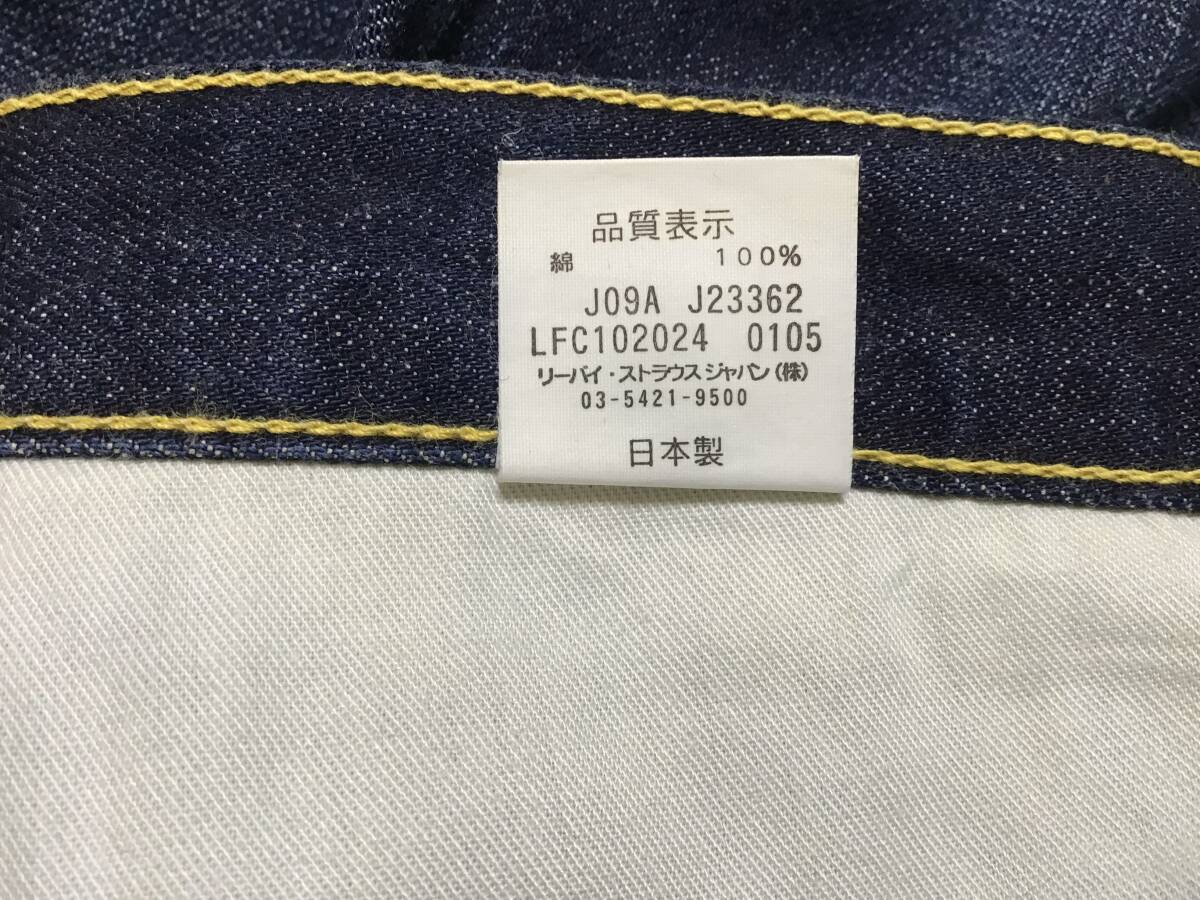 品質表示
綿 100%
J09A J23362
LFC102024 0105
リーバイ・ストラウスジャパン(株)
03-5421-9500
日本製